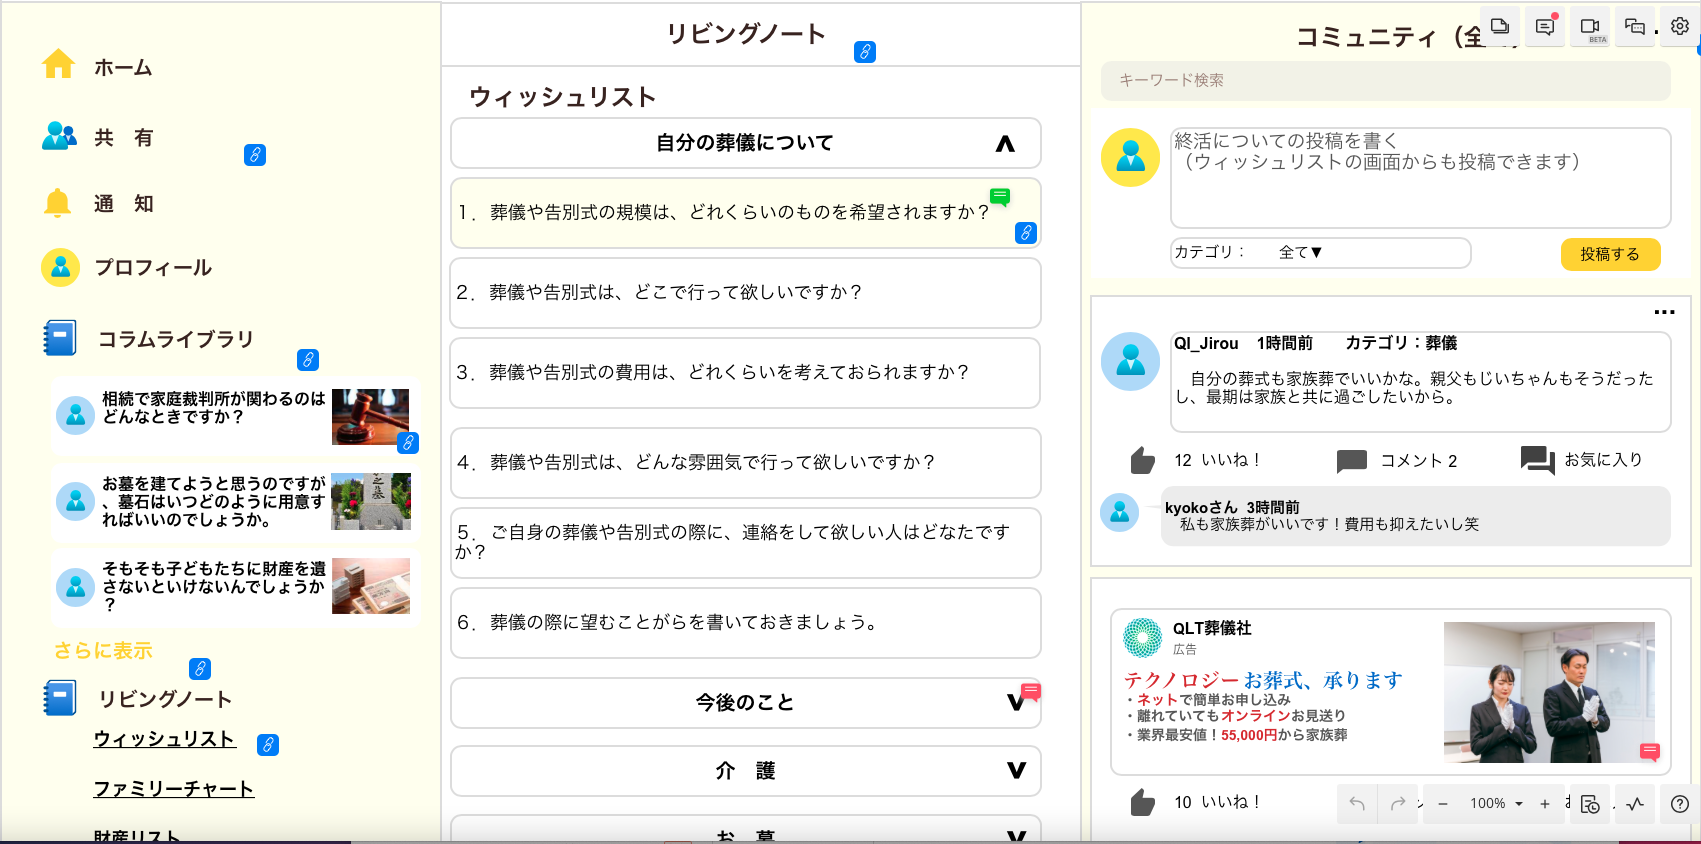 ホーム
共　有
通　知
プロフィール
コラムライブラリ
相続で家庭裁判所が関わるのは
どんなときですか？
お墓を建てようと思うのですが
、墓石はいつどのように用意す
ればいいのでしょうか。
そもそも子どもたちに財産を遺
さないといけないんでしょうか
？
さらに表示
リビングノート
ウィッシュリスト
ファミリーチャート
財産リスト
リビングノート
ウィッシュリスト
自分の葬儀について
1．葬儀や告別式の規模は、どれくらいのものを希望されますか？
2．葬儀や告別式は、どこで行って欲しいですか？
3．葬儀や告別式の費用は、どれくらいを考えておられますか？
4．葬儀や告別式は、どんな雰囲気で行って欲しいですか？
5．ご自身の葬儀や告別式の際に、連絡をして欲しい人はどなたです
か？
6．葬儀の際に望むことがらを書いておきましょう。
今後のこと
介　護
お　墓
コミュニティ（全
BETA
キーワード検索
終活についての投稿を書く
（ウィッシュリストの画面からも投稿できます）
カテゴリ：　　全て▼
投稿する
QI_Jirou　1時間前　　カテゴリ：葬儀
自分の葬式も家族葬でいいかな。親父もじいちゃんもそうだった
し、最期は家族と共に過ごしたいから。
12 いいね！　コメント 2　お気に入り
kyokoさん 3時間前
私も家族葬がいいです！費用も抑えたいし笑
QLT葬儀社
広告
テクノロジーお葬式、承ります
・ネットで簡単お申し込み
・離れていてもオンラインお見送り
・業界最安値！55,000円から家族葬
10 いいね！
100%